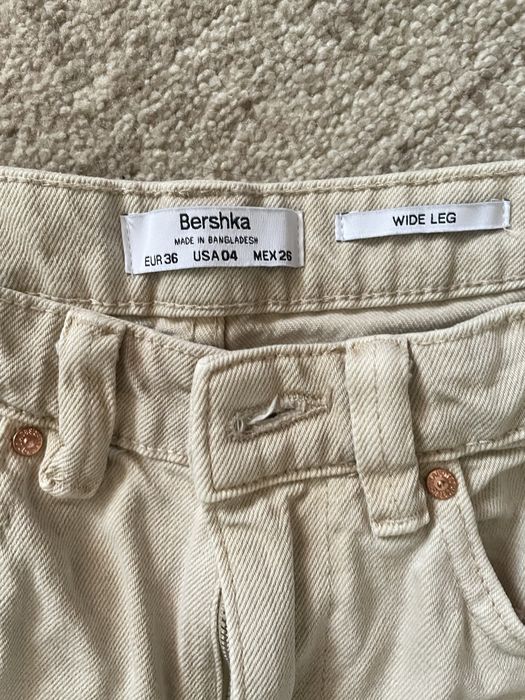 Bershka
MADE IN BANGLADESH
EUR 36 USA 04 MEX 26
WIDE LEG